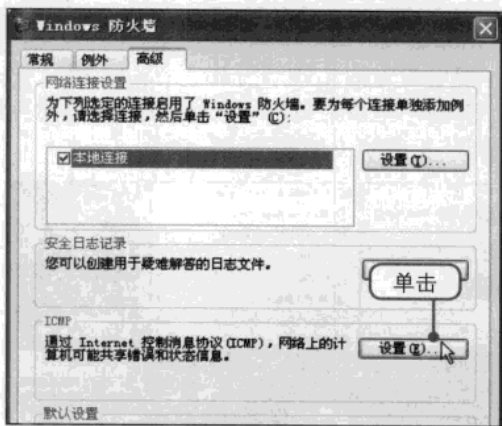 Windows 防火墙
常规 例外 高级
网络连接设置
为下列选定的连接启用了 Windows 防火墙。要为每个连接单独添加例
外，请选择连接，然后单击“设置”(C):
本地连接
设置(T)...
安全日志记录
您可以创建用于疑难解答的日志文件。
单击
ICMP
通过 Internet 控制消息协议(ICMP)，网络上的计
算机可能共享错误和状态信息。
设置(E)...
默认设置